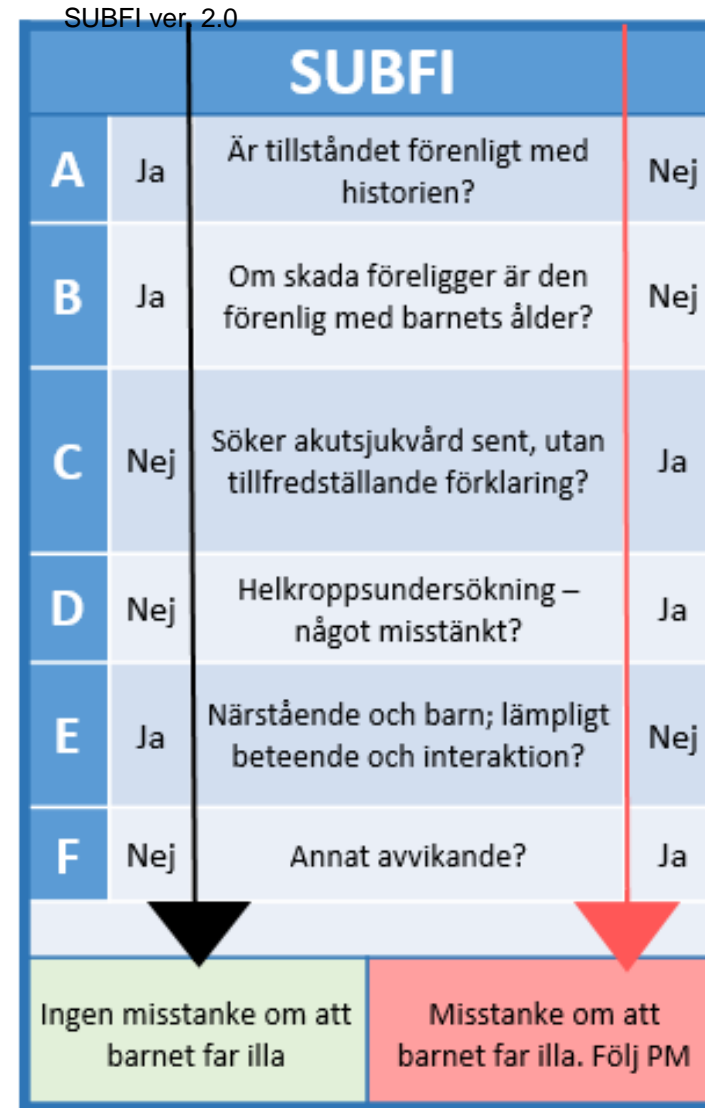 SUBFI ver. 2.0
SUBFI
A Ja Är tillståndet förenligt med Nej
historien?
B Ja Om skada föreligger är den Nej
förenlig med barnets ålder?
C Nej Söker akutsjukvård sent, utan Ja
tillfredställande förklaring?
D Nej Helkroppsundersökning – Ja
något misstänkt?
E Ja Närstående och barn; lämpligt Nej
beteende och interaktion?
F Nej Annat avvikande? Ja
Ingen misstanke om att
barnet far illa
Misstanke om att
barnet far illa. Följ PM